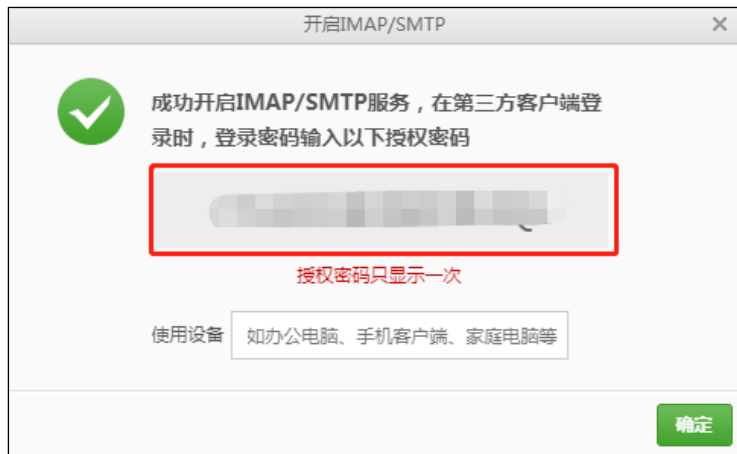 开启IMAP/SMTP
成功开启IMAP/SMTP服务，在第三方客户端登
录时，登录密码输入以下授权密码
授权密码只显示一次
使用设备 如办公电脑、手机客户端、家庭电脑等
确定